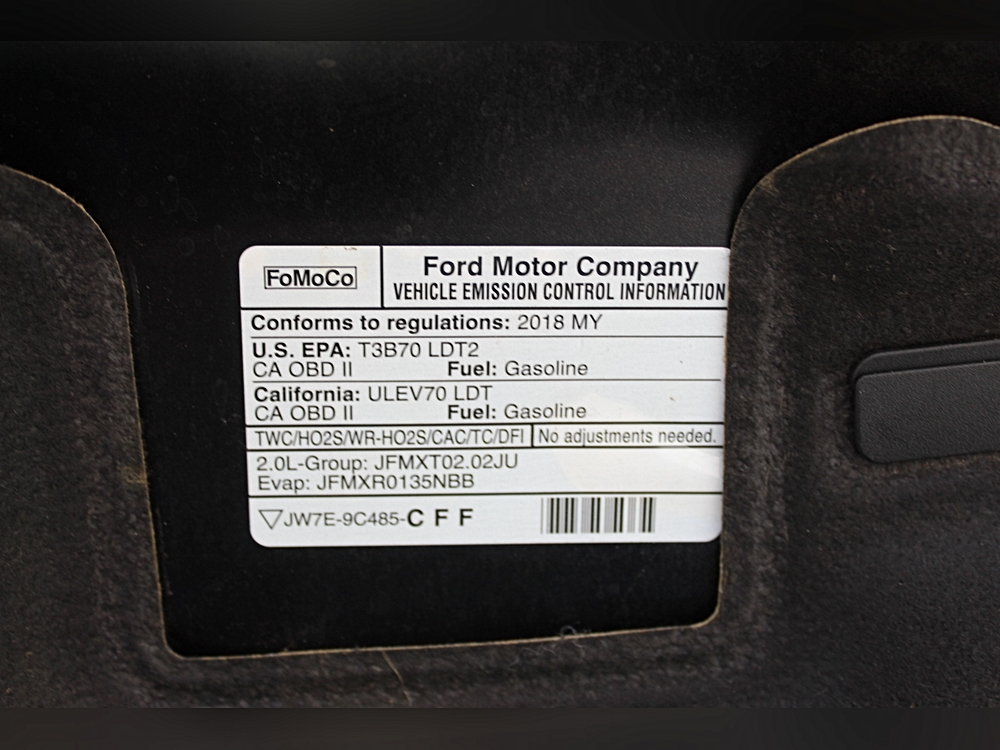 FoMoCo
Ford Motor Company
VEHICLE EMISSION CONTROL INFORMATION
Conforms to regulations: 2018 MY
U.S. EPA: T3B70 LDT2
CA OBD II Fuel: Gasoline
California: ULEV70 LDT
CA OBD II Fuel: Gasoline
TWC/HO2S/WR-HO2S/CAC/TC/DFI No adjustments needed.
2.0L-Group: JFMXT02.02JU
Evap: JFMXR0135NBB
JW7E-9C485-C F F